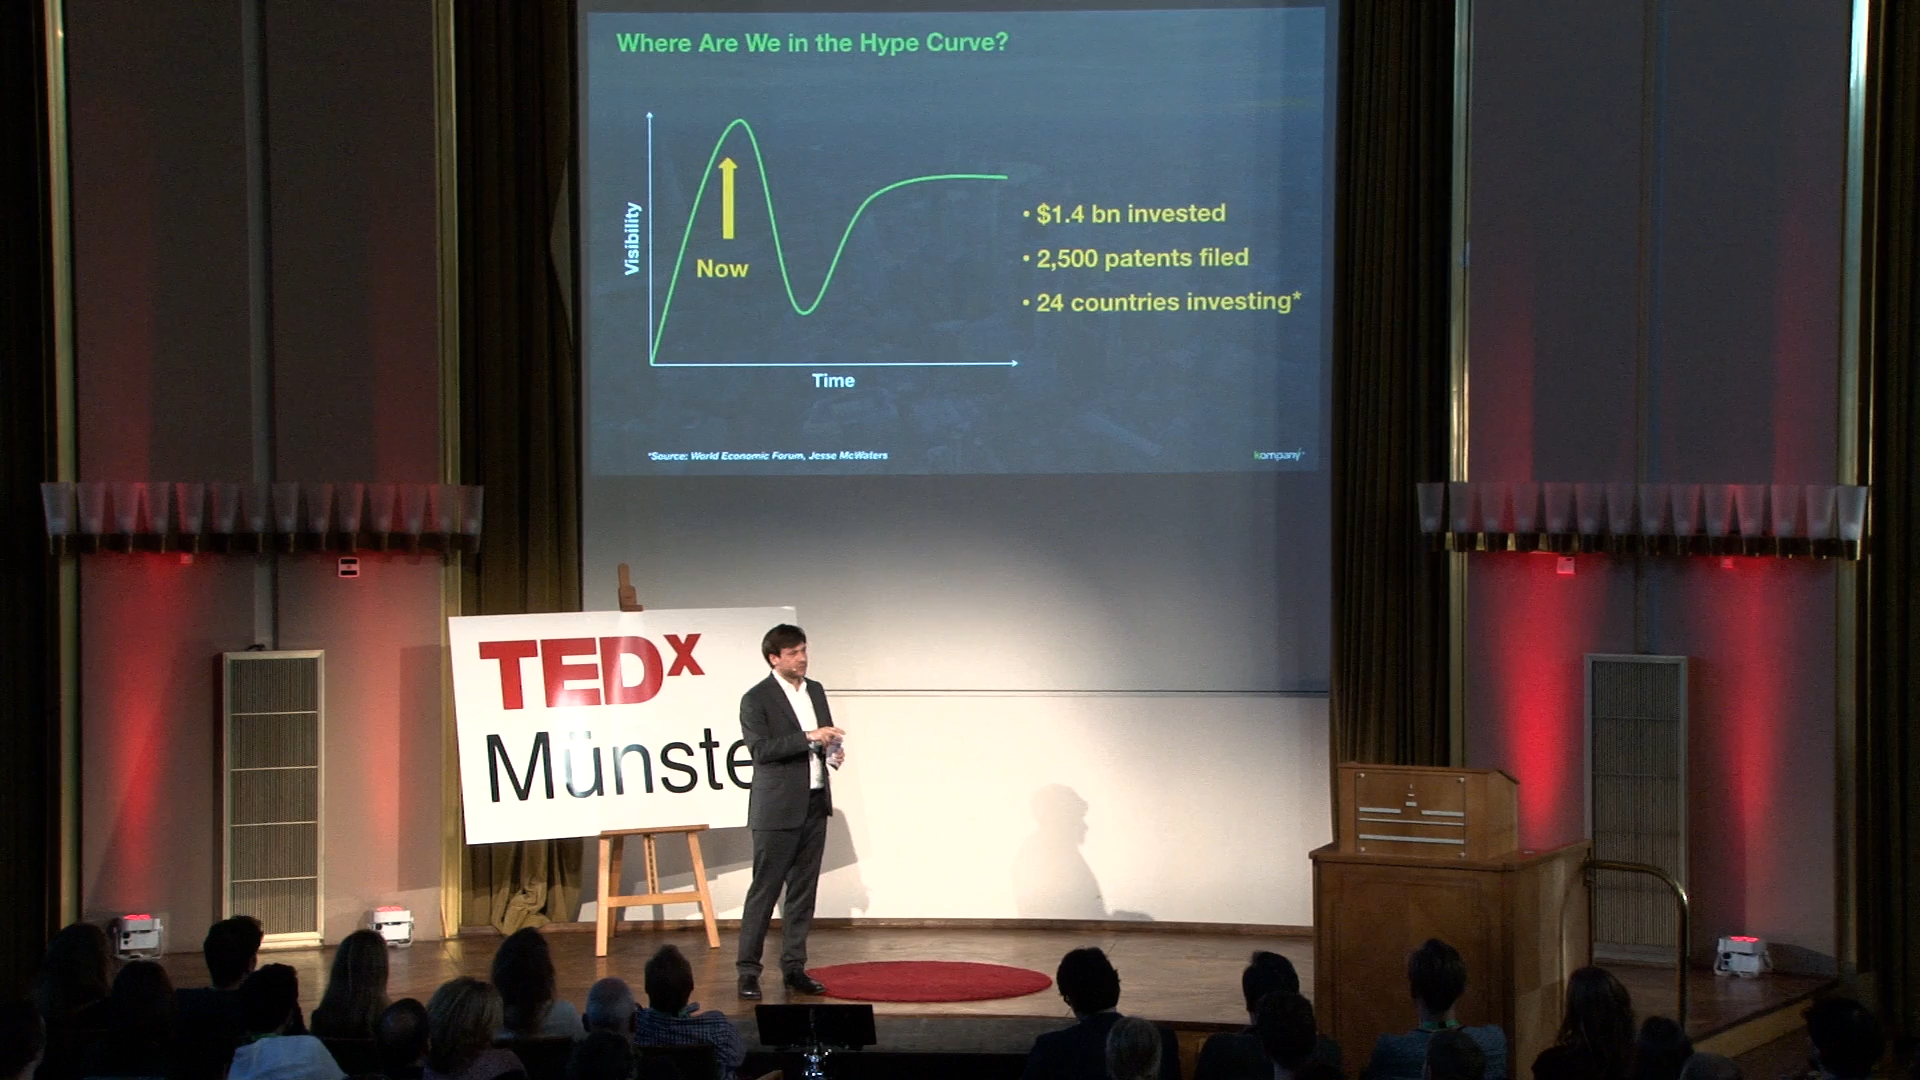 Where Are We in the Hype Curve?
Visibility
Now
Time
• $1.4 bn invested
• 2,500 patents filed
• 24 countries investing*
*Source: World Economic Forum, Jesse McWaters
kompany
TEDx
Münste